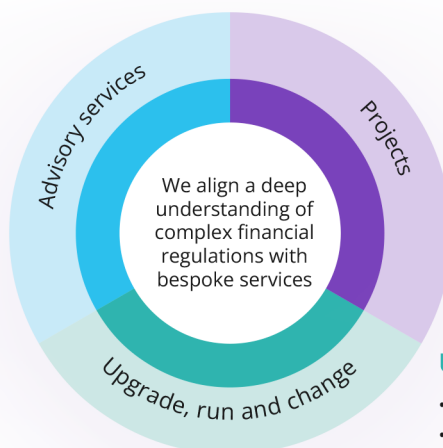 Advisory services
Projects
We align a deep
understanding of
complex financial
regulations with
bespoke services
Upgrade, run and change